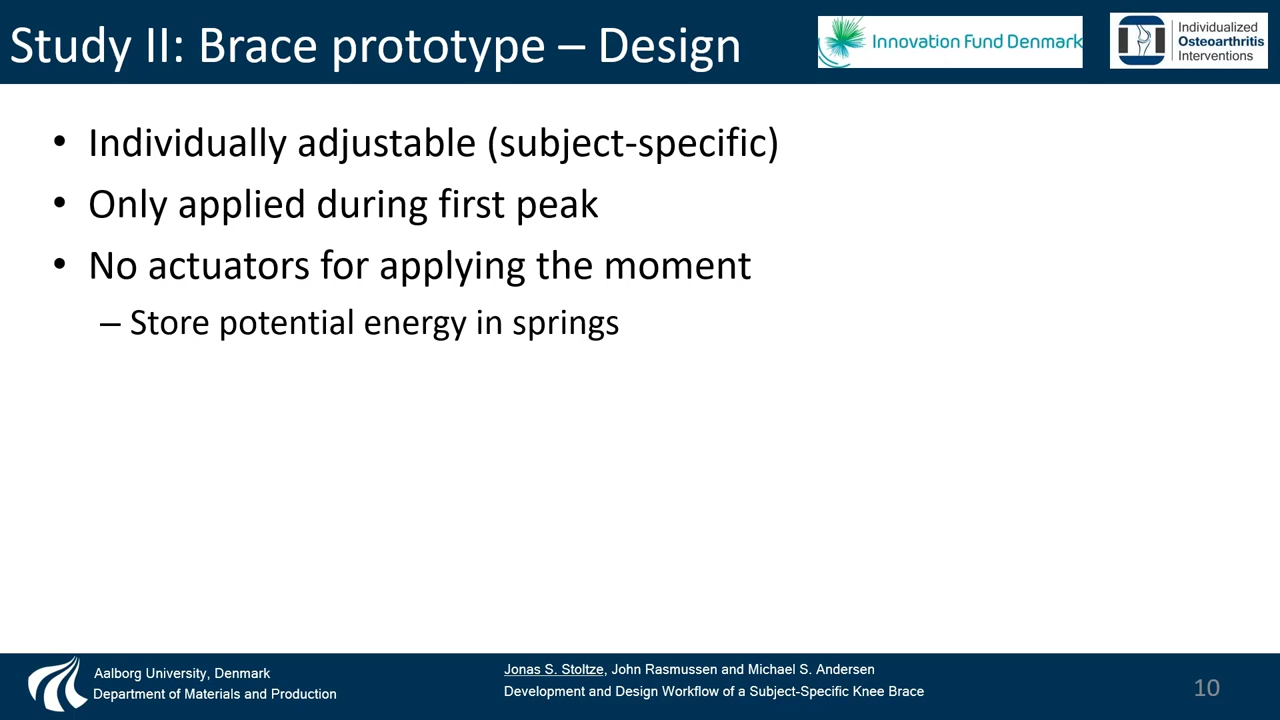 Study II: Brace prototype – Design
Innovation Fund Denmark
Individualized
Osteoarthritis
Interventions
• Individually adjustable (subject-specific)
• Only applied during first peak
• No actuators for applying the moment
– Store potential energy in springs
Aalborg University, Denmark
Department of Materials and Production
Jonas S. Stoltze, John Rasmussen and Michael S. Andersen
Development and Design Workflow of a Subject-Specific Knee Brace
10